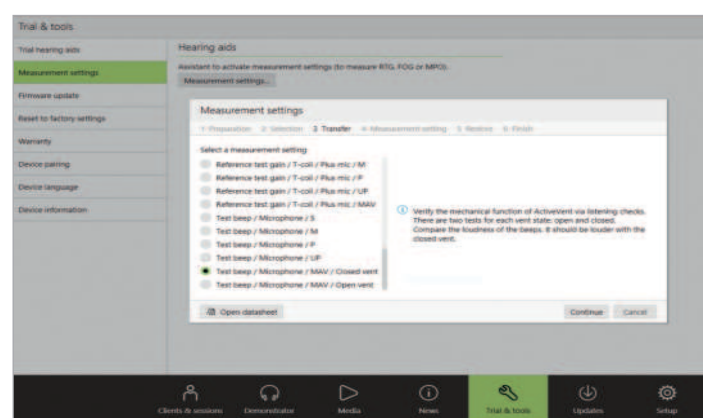 Trial & tools
Trial hearing aids
Measurement settings
Firmware update
Reset to factory settings
Warranty
Device pairing
Device language
Device information
Hearing aids
Assistant to activate measurement settings (to measure RTG, FOG or MPO).
Measurement settings...
Measurement settings
1 Preparation 2 Selection 3 Transfer 4 Measurement setting 5 Restore 6 Finish
Select a measurement setting:
Reference test gain / T-coil / Plus mic / M
Reference test gain / T-coil / Plus mic / P
Reference test gain / T-coil / Plus mic / UP
Reference test gain / T-coil / Plus mic / MAV
Test beep / Microphone / S
Test beep / Microphone / M
Test beep / Microphone / P
Test beep / Microphone / UP
Test beep / Microphone / MAV / Closed vent
Test beep / Microphone / MAV / Open vent
Verify the mechanical function of ActiveVent via listening checks.
There are two tests for each vent state: open and closed.
Compare the loudness of the beeps. It should be louder with the
closed vent.
Open datasheet
Continue
Cancel
Clients & sessions
Demonstrator
Media
News
Trial & tools
Updates
Setup